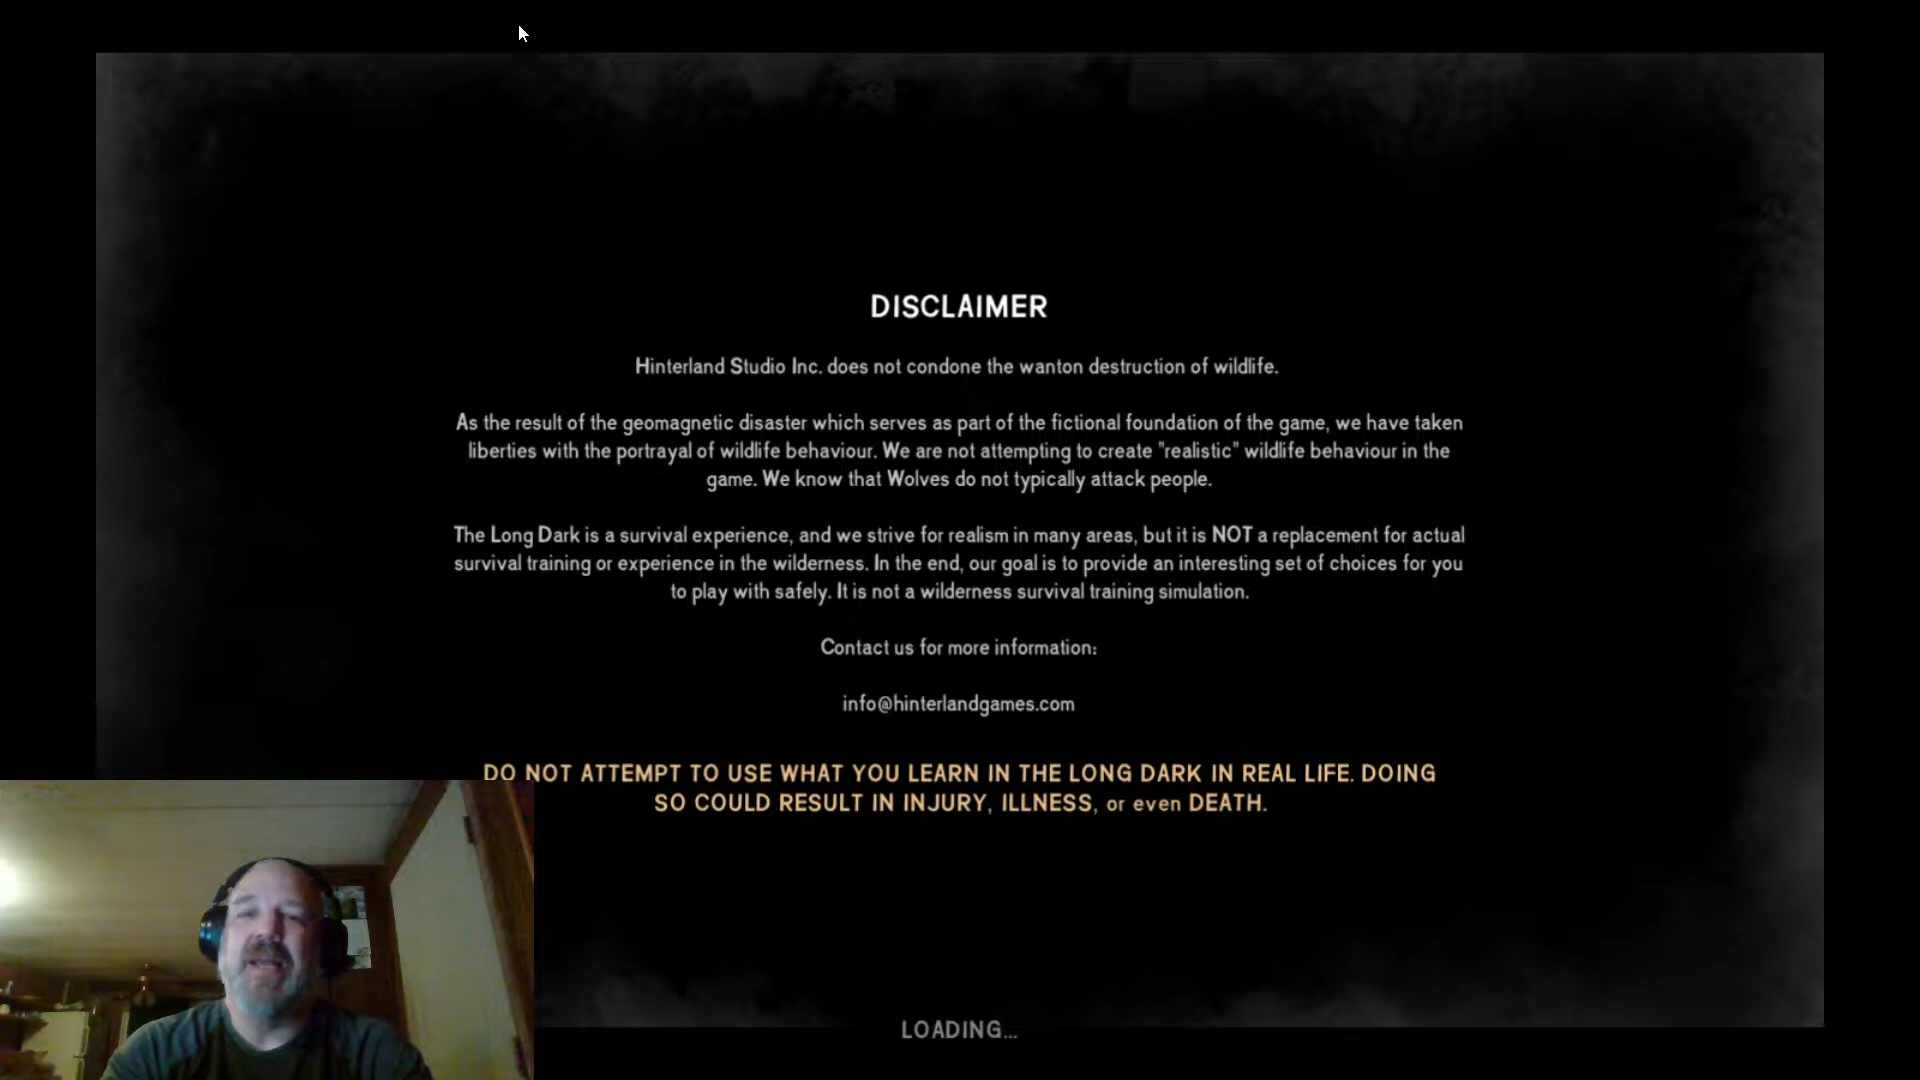 DISCLAIMER
Hinterland Studio Inc. does not condone the wanton destruction of wildlife.
As the result of the geomagnetic disaster which serves as part of the fictional foundation of the game, we have taken
liberties with the portrayal of wildlife behaviour. We are not attempting to create "realistic" wildlife behaviour in the
game. We know that Wolves do not typically attack people.
The Long Dark is a survival experience, and we strive for realism in many areas, but it is NOT a replacement for actual
survival training or experience in the wilderness. In the end, our goal is to provide an interesting set of choices for you
to play with safely. It is not a wilderness survival training simulation.
Contact us for more information:
info@hinterlandgames.com
DO NOT ATTEMPT TO USE WHAT YOU LEARN IN THE LONG DARK IN REAL LIFE. DOING
SO COULD RESULT IN INJURY, ILLNESS, or even DEATH.
LOADING...